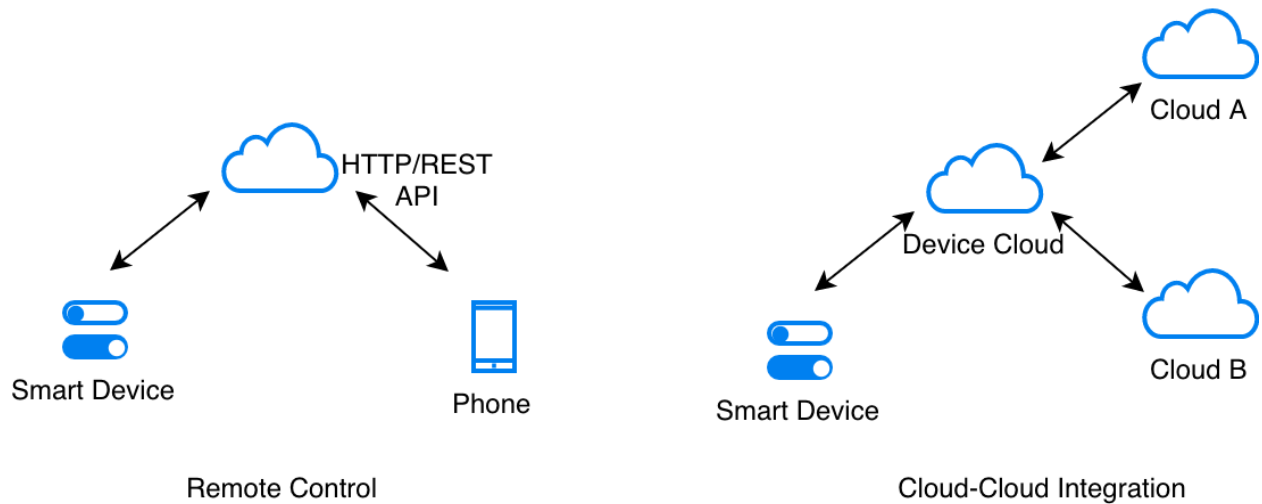 HTTP/REST
API
Smart Device
Phone
Remote Control
Cloud A
Device Cloud
Cloud B
Smart Device
Cloud-Cloud Integration